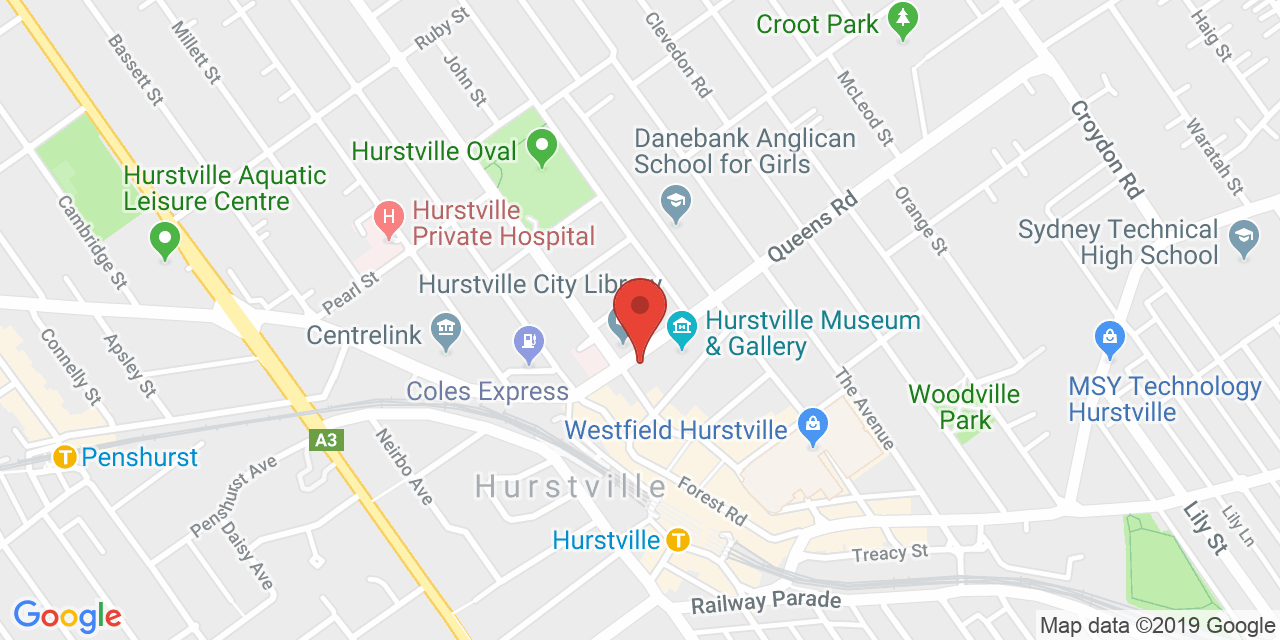 Croot Park
Haig St
Ruby St
Clevedon Rd
Millett St
Bassett St
John St
McLeod St
Croydon Rd
Waratah St
Hurstville Oval
Danebank Anglican
School for Girls
Hurstville Aquatic
Leisure Centre
Cambridge St
H
Hurstville
Private Hospital
Queens Rd
Orange St
Sydney Technical
High School
Pearl St
Hurstville City Library
Centrelink
Hurstville Museum
& Gallery
Connelly St
Apsley St
Coles Express
The Avenue
Woodville
Park
MSY Technology
Hurstville
Westfield Hurstville
A3
T
Penshurst
Neirbo Ave
Penshurst Ave
Hurstville
Forest Rd
Daisy Ave
Hurstville
T
Treacy St
Lily St
Lily Ln
Railway Parade
Google
Map data ©2019 Google